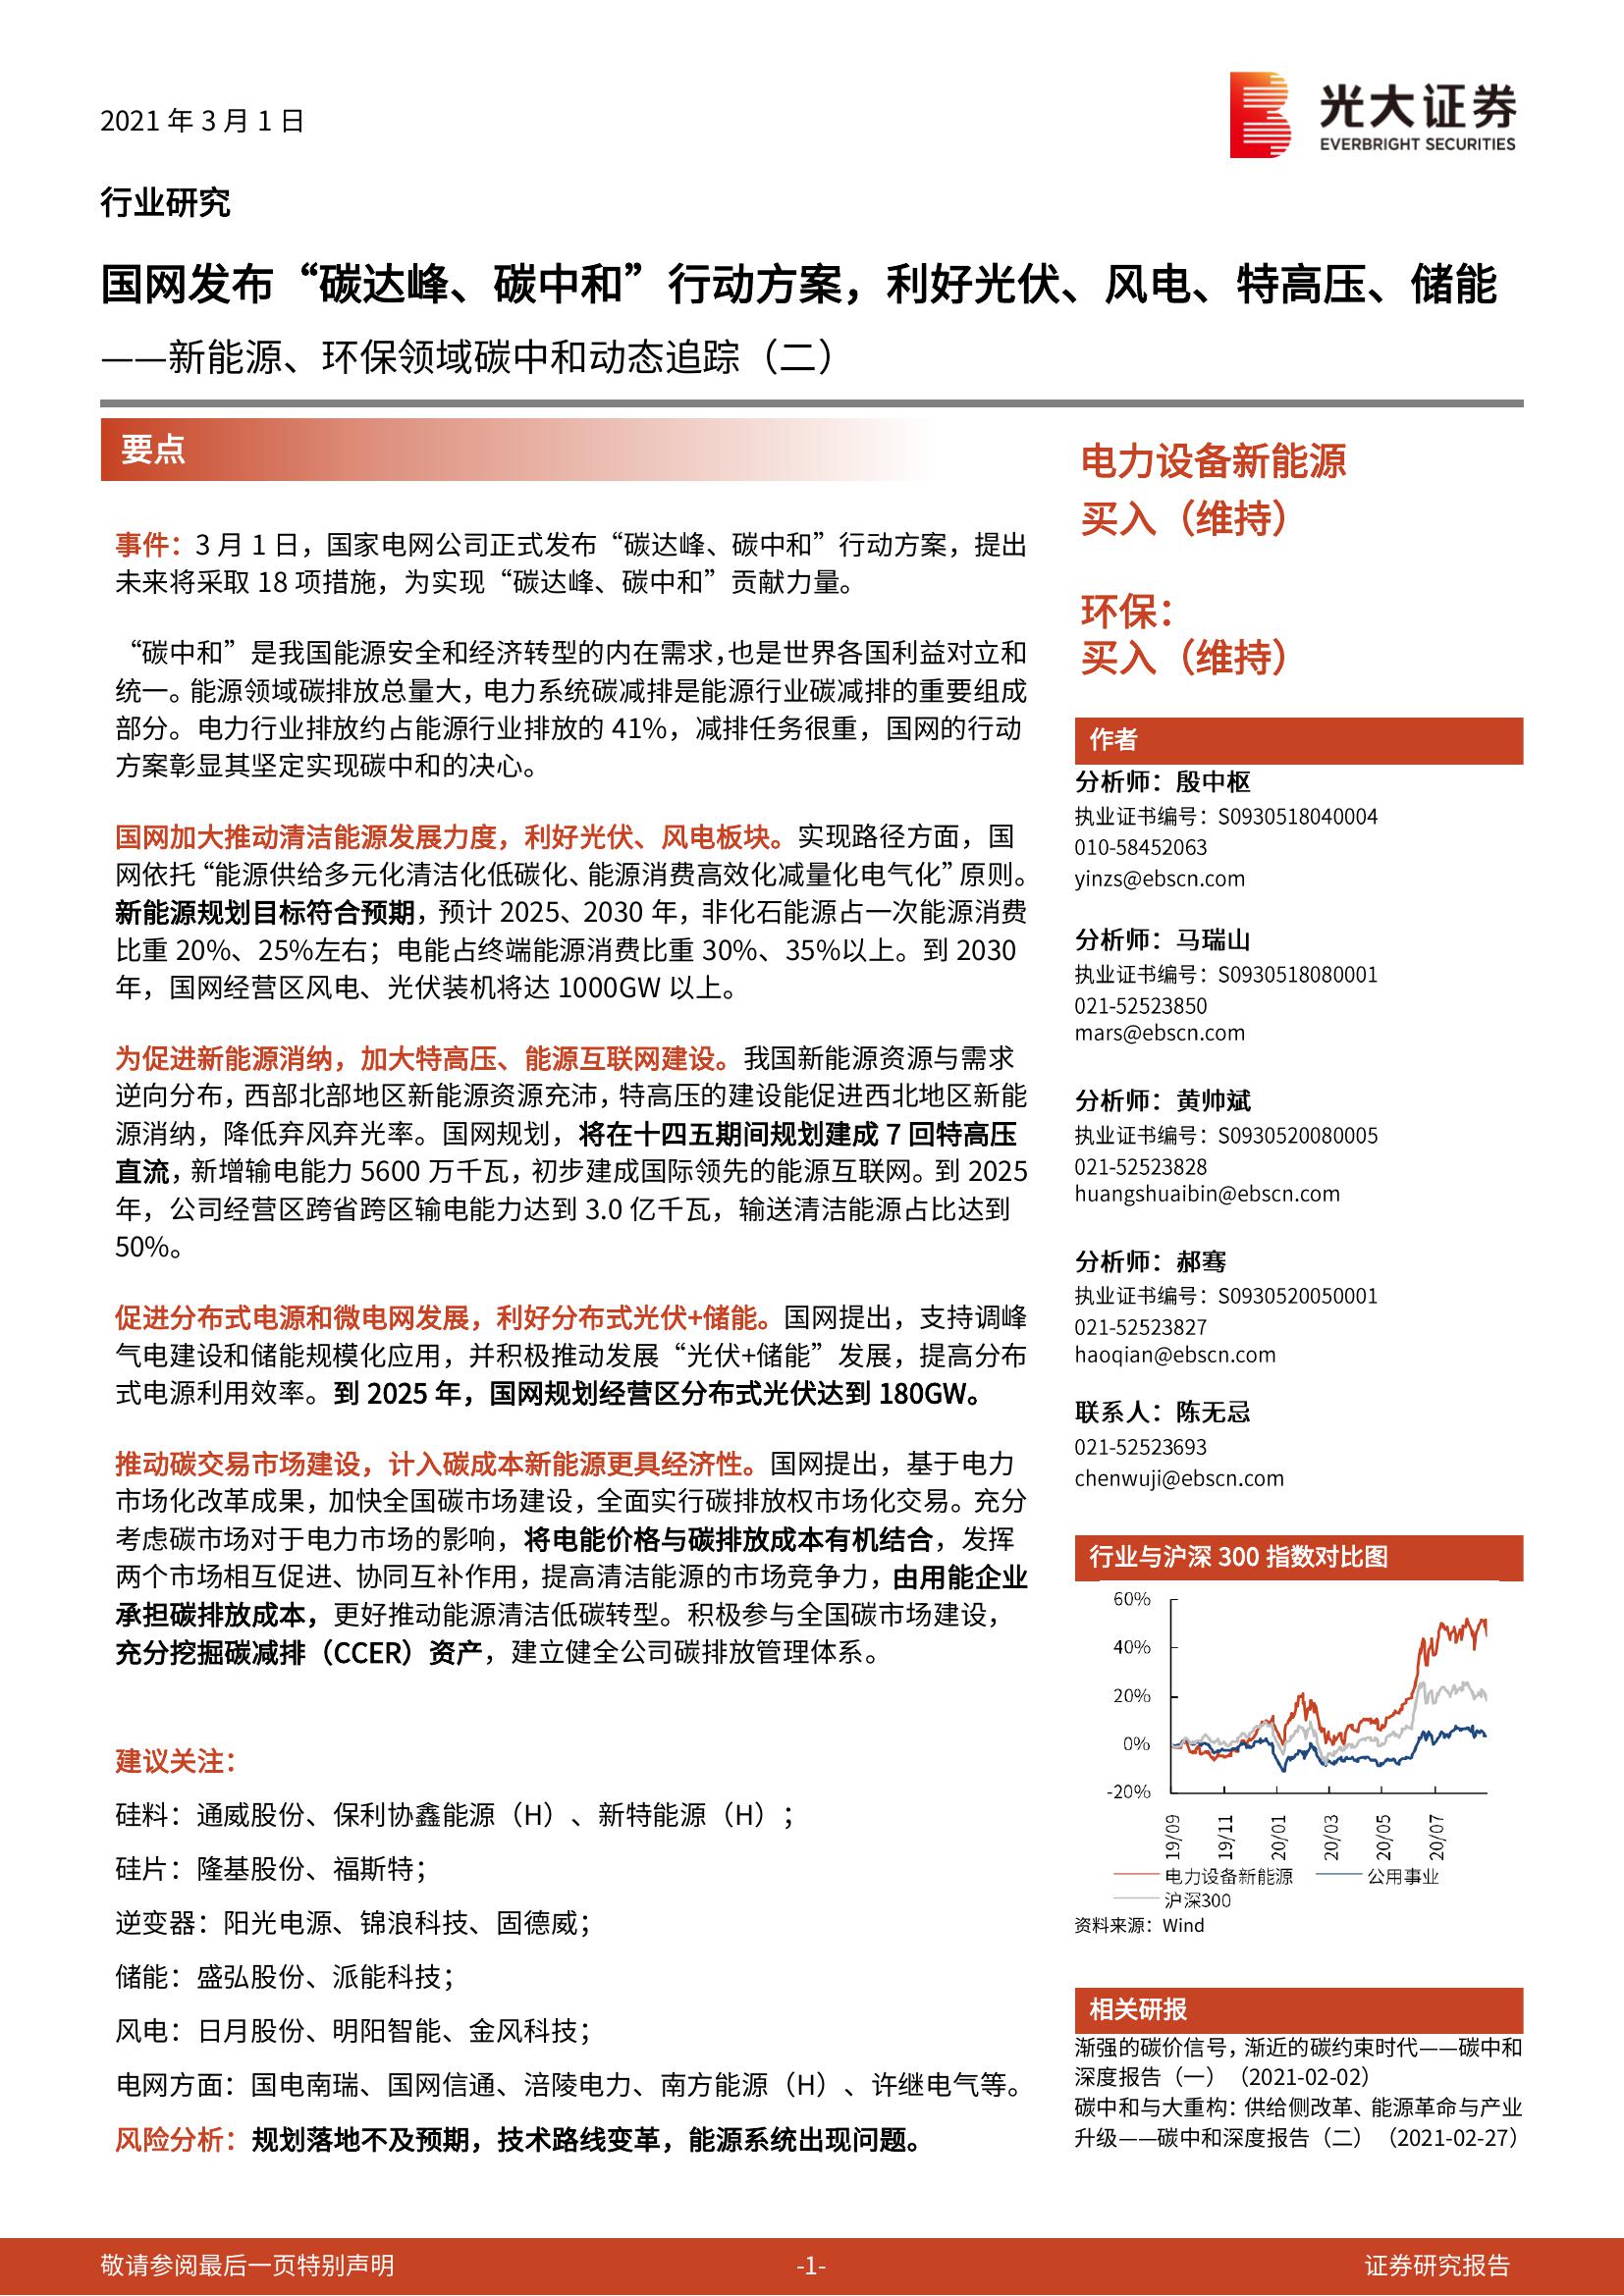 2021 年 3 月 1 日
光大证券
EVERBRIGHT SECURITIES
行业研究
国网发布“碳达峰、碳中和”行动方案，利好光伏、风电、特高压、储能
——新能源、环保领域碳中和动态追踪（二）
要点
事件：3 月 1 日，国家电网公司正式发布“碳达峰、碳中和”行动方案，提出
未来将采取 18 项措施，为实现“碳达峰、碳中和”贡献力量。
“碳中和”是我国能源安全和经济转型的内在需求，也是世界各国利益对立和
统一。能源领域碳排放总量大，电力系统碳减排是能源行业碳减排的重要组成
部分。电力行业排放约占能源行业排放的 41%，减排任务很重，国网的行动
方案彰显其坚定实现碳中和的决心。
国网加大推动清洁能源发展力度，利好光伏、风电板块。实现路径方面，国
网依托“能源供给多元化清洁化低碳化、能源消费高效化减量化电气化”原则。
新能源规划目标符合预期，预计 2025、2030 年，非化石能源占一次能源消费
比重 20%、25%左右；电能占终端能源消费比重 30%、35%以上。到 2030
年，国网经营区风电、光伏装机将达 1000GW 以上。
为促进新能源消纳，加大特高压、能源互联网建设。我国新能源资源与需求
逆向分布，西部北部地区新能源资源充沛，特高压的建设能促进西北地区新能
源消纳，降低弃风弃光率。国网规划，将在十四五期间规划建成 7 回特高压
直流，新增输电能力 5600 万千瓦，初步建成国际领先的能源互联网。到 2025
年，公司经营区跨省跨区输电能力达到 3.0 亿千瓦，输送清洁能源占比达到
50%。
促进分布式电源和微电网发展，利好分布式光伏+储能。国网提出，支持调峰
气电建设和储能规模化应用，并积极推动发展“光伏+储能”发展，提高分布
式电源利用效率。到 2025 年，国网规划经营区分布式光伏达到 180GW。
推动碳交易市场建设，计入碳成本新能源更具经济性。国网提出，基于电力
市场化改革成果，加快全国碳市场建设，全面实行碳排放权市场化交易。充分
考虑碳市场对于电力市场的影响，将电能价格与碳排放成本有机结合，发挥
两个市场相互促进、协同互补作用，提高清洁能源的市场竞争力，由用能企业
承担碳排放成本，更好推动能源清洁低碳转型。积极参与全国碳市场建设，
充分挖掘碳减排（CCER）资产，建立健全公司碳排放管理体系。
建议关注：
硅料：通威股份、保利协鑫能源（H）、新特能源（H）；
硅片：隆基股份、福斯特；
逆变器：阳光电源、锦浪科技、固德威；
储能：盛弘股份、派能科技；
风电：日月股份、明阳智能、金风科技；
电网方面：国电南瑞、国网信通、涪陵电力、南方能源（H）、许继电气等。
风险分析：规划落地不及预期，技术路线变革，能源系统出现问题。
电力设备新能源
买入（维持）
环保：
买入（维持）
作者
分析师：殷中枢
执业证书编号：S0930518040004
010-58452063
yinzs@ebscn.com
分析师：马瑞山
执业证书编号：S0930518080001
021-52523850
mars@ebscn.com
分析师：黄帅斌
执业证书编号：S0930520080005
021-52523828
huangshuaibin@ebscn.com
分析师：郝骞
执业证书编号：S0930520050001
021-52523827
haoqian@ebscn.com
联系人：陈无忌
021-52523693
chenwuji@ebscn.com
行业与沪深 300 指数对比图
60%
40%
20%
0%
-20%
19/09
19/11
20/01
20/03
20/05
20/07
电力设备新能源
公用事业
沪深300
资料来源：Wind
相关研报
渐强的碳价信号，渐近的碳约束时代——碳中和
深度报告（一）（2021-02-02）
碳中和与大重构：供给侧改革、能源革命与产业
升级——碳中和深度报告（二）（2021-02-27）
敬请参阅最后一页特别声明
-1-
证券研究报告